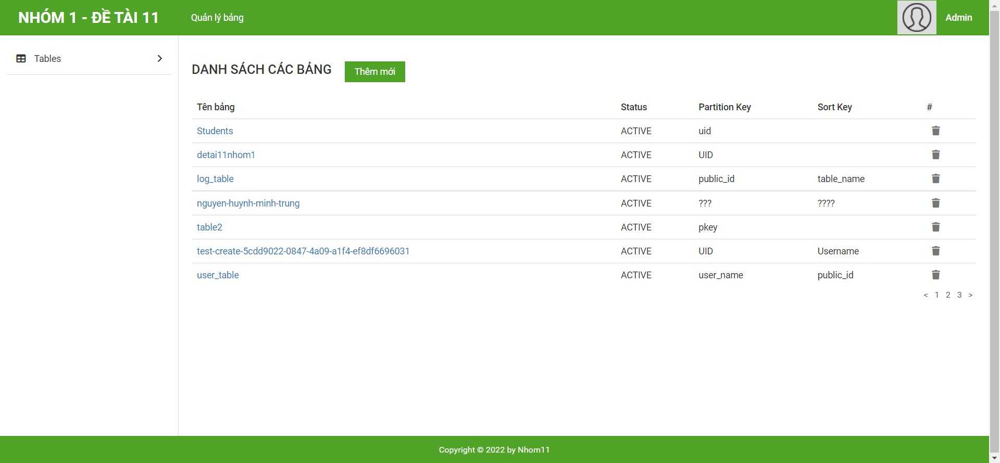 NHÓM 1 - ĐỀ TÀI 11 Quản lý bảng Admin
Tables
DANH SÁCH CÁC BẢNG Thêm mới
Tên bảng Status Partition Key Sort Key #
Students ACTIVE uid
detai11nhom1 ACTIVE UID
log_table ACTIVE public_id table_name
nguyen-huynh-minh-trung ACTIVE ??? ????
table2 ACTIVE pkey
test-create-5cdd9022-0847-4a09-a1f4-ef8df6696031 ACTIVE UID Username
user_table ACTIVE user_name public_id
< 1 2 3 >
Copyright © 2022 by Nhom11